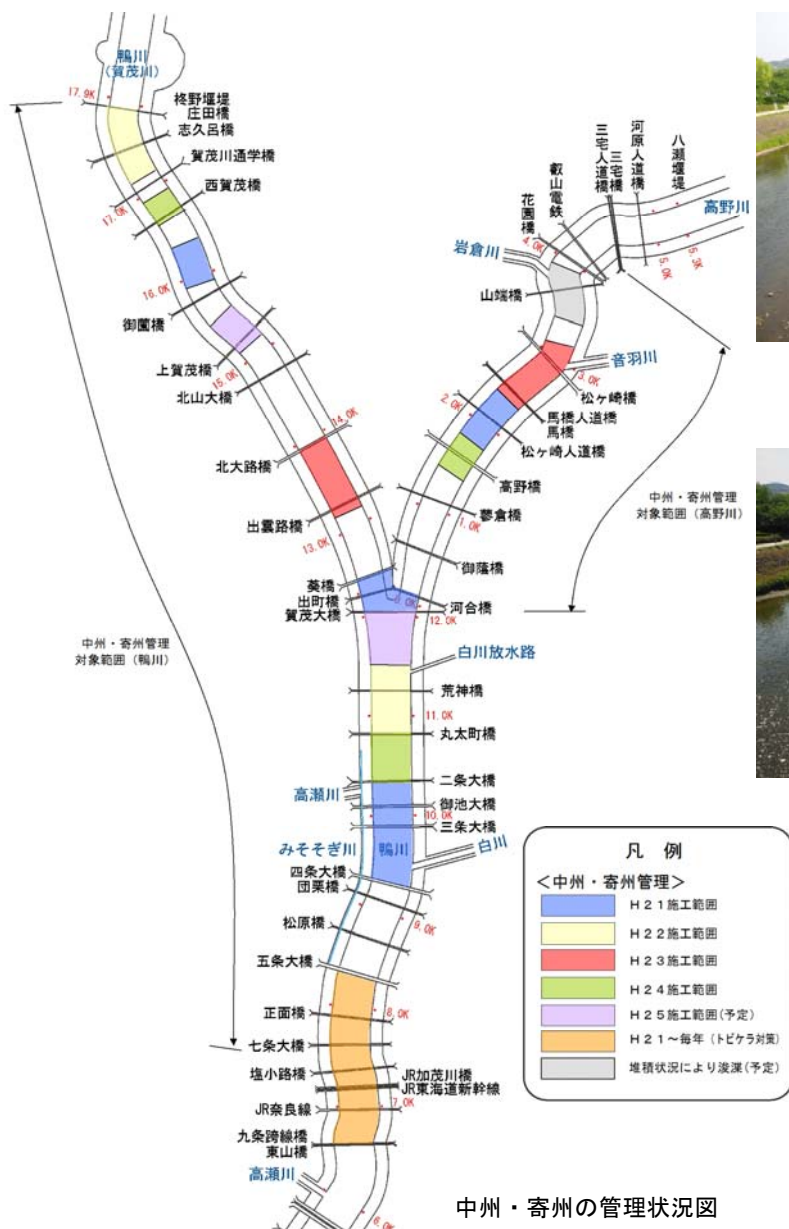 鴨川
(賀茂川)
17.9K
柊野堰堤
庄田橋
志久呂橋
賀茂川通学橋
17.0K
西賀茂橋
16.0K
御薗橋
上賀茂橋
15.0K
北山大橋
14.0K
北大路橋
出雲路橋
13.0K
葵橋
出町橋
賀茂大橋
八瀬堰堤
河原人道橋
三宅橋
三宅人道橋
叡山電鉄
花園橋
高野川
4.0K
岩倉川
5.0K
5.3K
山端橋
音羽川
3.0K
松ヶ崎橋
馬橋人道橋
馬橋
2.0K
松ヶ崎人道橋
高野橋
蓼倉橋
1.0K
御蔭橋
河合橋
12.0K
中州・寄州管理
対象範囲(高野川)
中州・寄州管理
対象範囲(鴨川)
白川放水路
荒神橋
11.0K
丸太町橋
二条大橋
高瀬川
御池大橋
10.0K
三条大橋
みそそぎ川
鴨川
白川
四条大橋
団栗橋
9.0K
松原橋
五条大橋
正面橋
8.0K
七条大橋
塩小路橋
JR加茂川橋
JR東海道新幹線
JR奈良線
7.0K
九条跨線橋
東山橋
高瀬川
6.0K
凡 例
<中州・寄州管理>
H21施工範囲
H22施工範囲
H23施工範囲
H24施工範囲
H25施工範囲(予定)
H21~毎年(トビケラ対策)
堆積状況により浚渫(予定)
中州・寄州の管理状況図